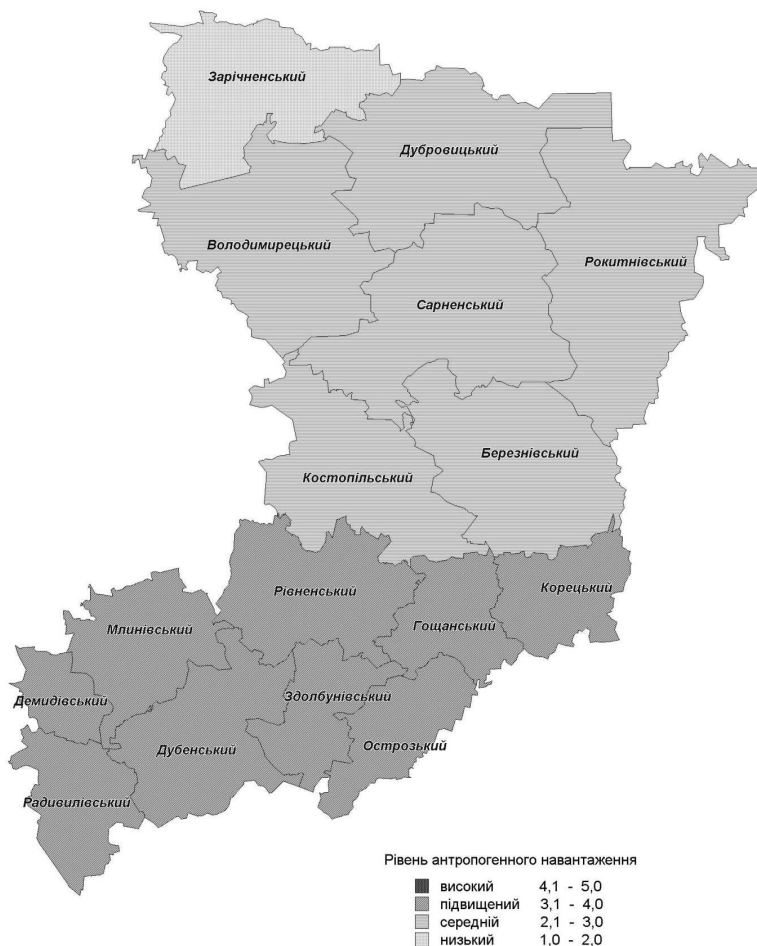 Зарічненський
Дубровицький
Володимирецький
Рокитнівський
Сарненський
Березнівський
Костопільський
Рівненський
Корецький
Гощанський
Млинівський
Здолбунівський
Демидівський
Дубенський
Острозький
Радивилівський
Рівень антропогенного навантаження
високий 4,1 - 5,0
підвищений 3,1 - 4,0
середній 2,1 - 3,0
низький 1,0 - 2,0